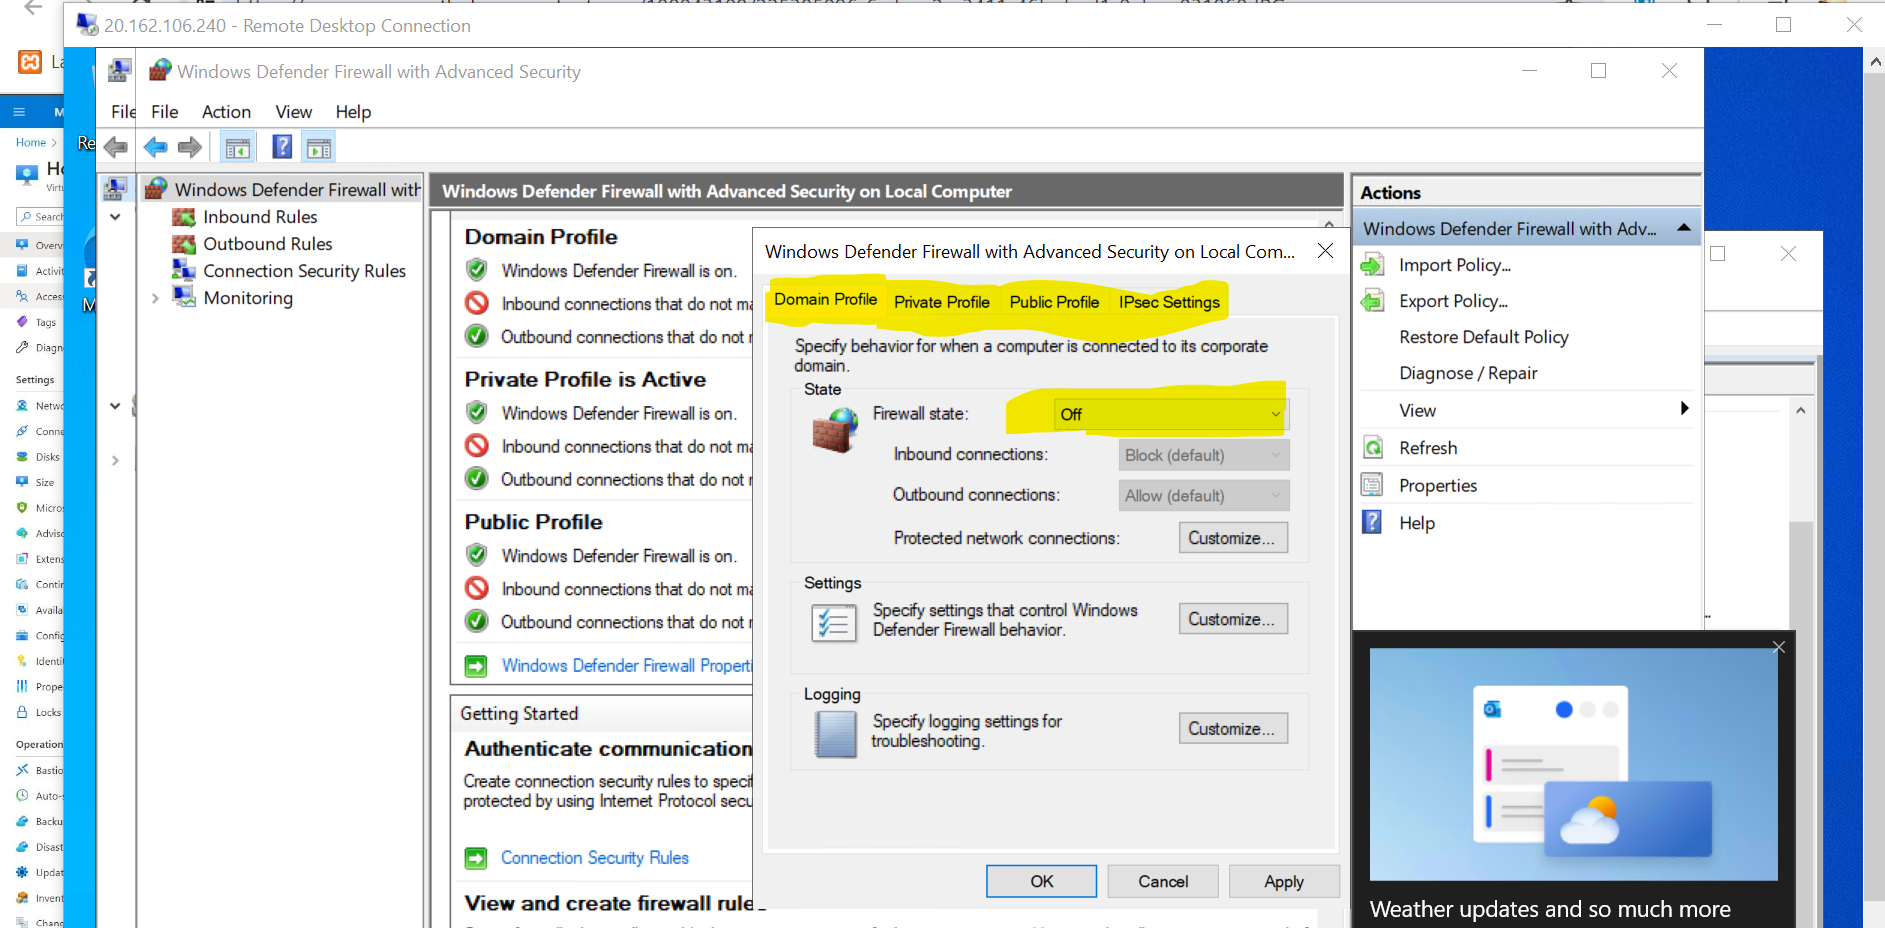 20.162.106.240 - Remote Desktop Connection
La
Windows Defender Firewall with Advanced Security
M
File
File Action View Help
Home >
Re
Ho
Virtu
Search
Overv
Activit
Acces
Tags
Diagn
Settings
Netwo
Conne
Disks
Size
Micros
Adviso
Extens
Contin
Availa
Config
Identit
Prope
Locks
Operation
Bastio
Auto-s
Backu
Disast
Updat
Invent
Chang
M
Windows Defender Firewall with
Inbound Rules
Outbound Rules
Connection Security Rules
Monitoring
Windows Defender Firewall with Advanced Security on Local Computer
Domain Profile
Windows Defender Firewall is on.
Inbound connections that do not ma
Outbound connections that do not r
Private Profile is Active
Windows Defender Firewall is on.
Inbound connections that do not ma
Outbound connections that do not r
Public Profile
Windows Defender Firewall is on.
Inbound connections that do not ma
Outbound connections that do not r
Windows Defender Firewall Properti
Getting Started
Authenticate communication
Create connection security rules to specif
protected by using Internet Protocol secu
Connection Security Rules
View and create firewall rules
Windows Defender Firewall with Advanced Security on Local Com...
Domain Profile Private Profile Public Profile IPsec Settings
Specify behavior for when a computer is connected to its corporate
domain.
State
Firewall state: Off
Inbound connections: Block (default)
Outbound connections: Allow (default)
Protected network connections: Customize...
Settings
Specify settings that control Windows
Defender Firewall behavior.
Customize...
Logging
Specify logging settings for
troubleshooting.
Customize...
OK Cancel Apply
Actions
Windows Defender Firewall with Adv...
Import Policy...
Export Policy...
Restore Default Policy
Diagnose / Repair
View
Refresh
Properties
Help
Weather updates and so much more